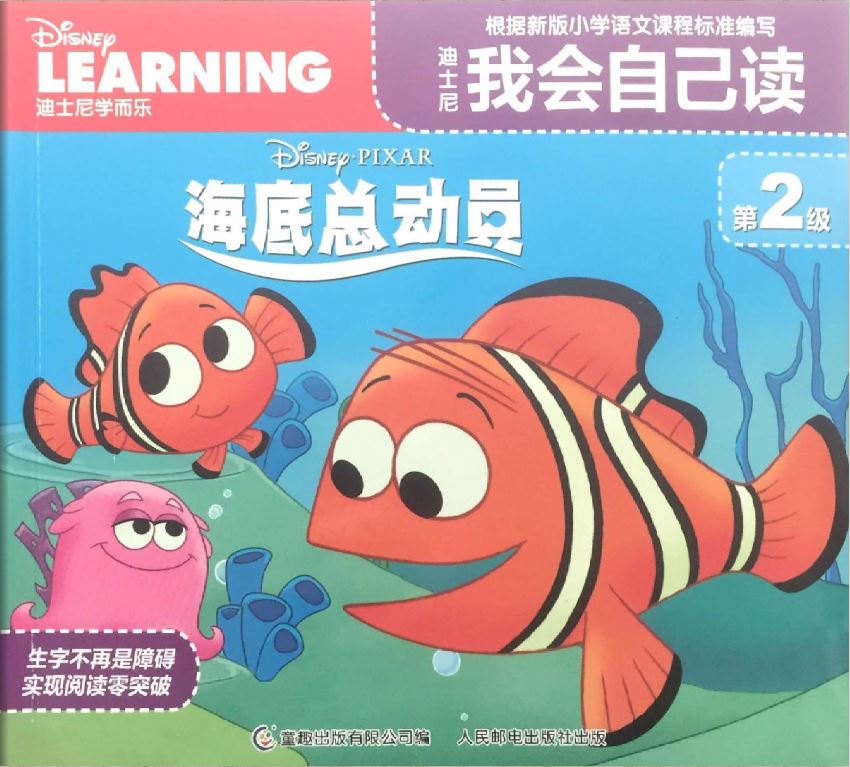 Disney
LEARNING
迪士尼学而乐
根据新版小学语文课程标准编写
迪士尼
我会自己读
Disney·PIXAR
海底总动员
第2级
生字不再是障碍
实现阅读零突破
童趣出版有限公司编 人民邮电出版社出版